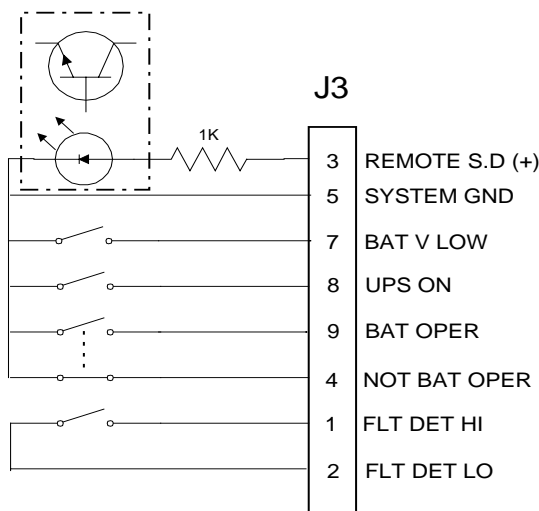 J3
1K
3 REMOTE S.D (+)
5 SYSTEM GND
7 BAT V LOW
8 UPS ON
9 BAT OPER
4 NOT BAT OPER
1 FLT DET HI
2 FLT DET LO